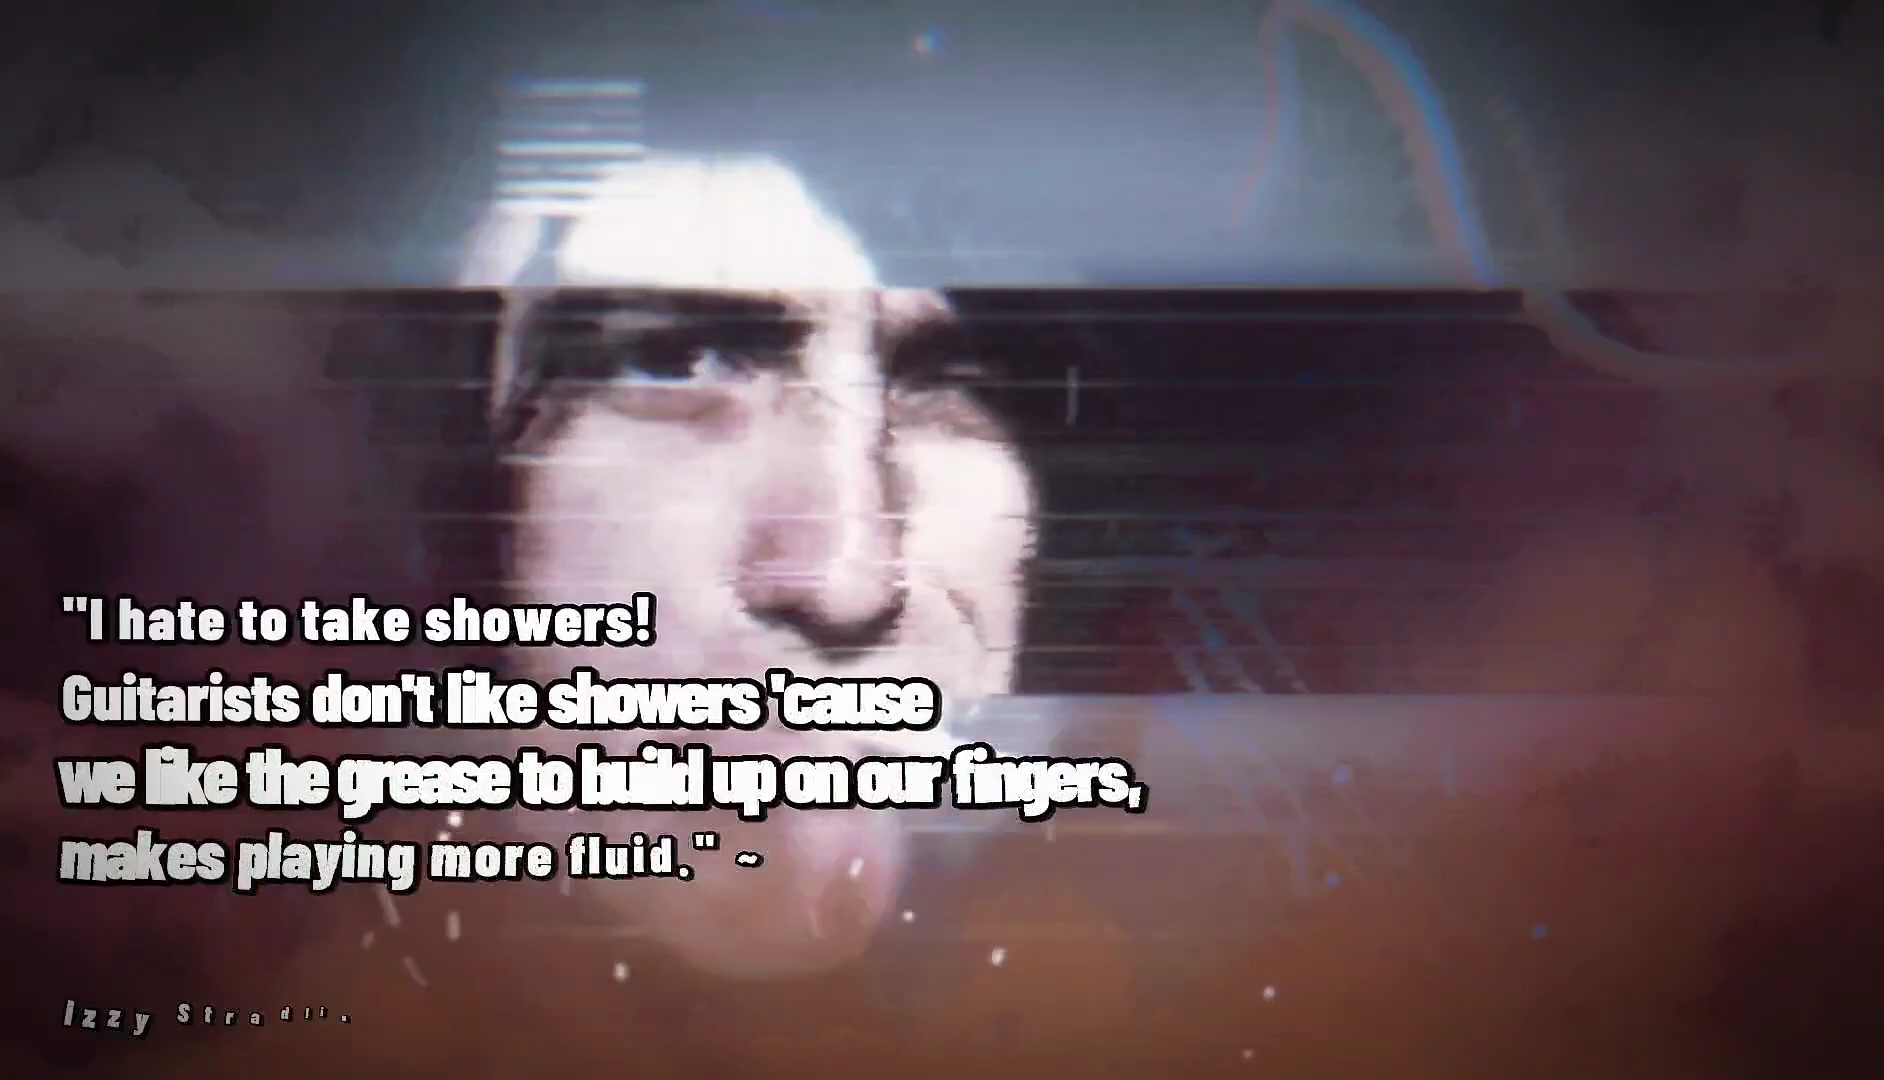 "I hate to take showers!
Guitarists don't like showers 'cause
we like the grease to build up on our fingers,
makes playing more fluid." ~
Izzy